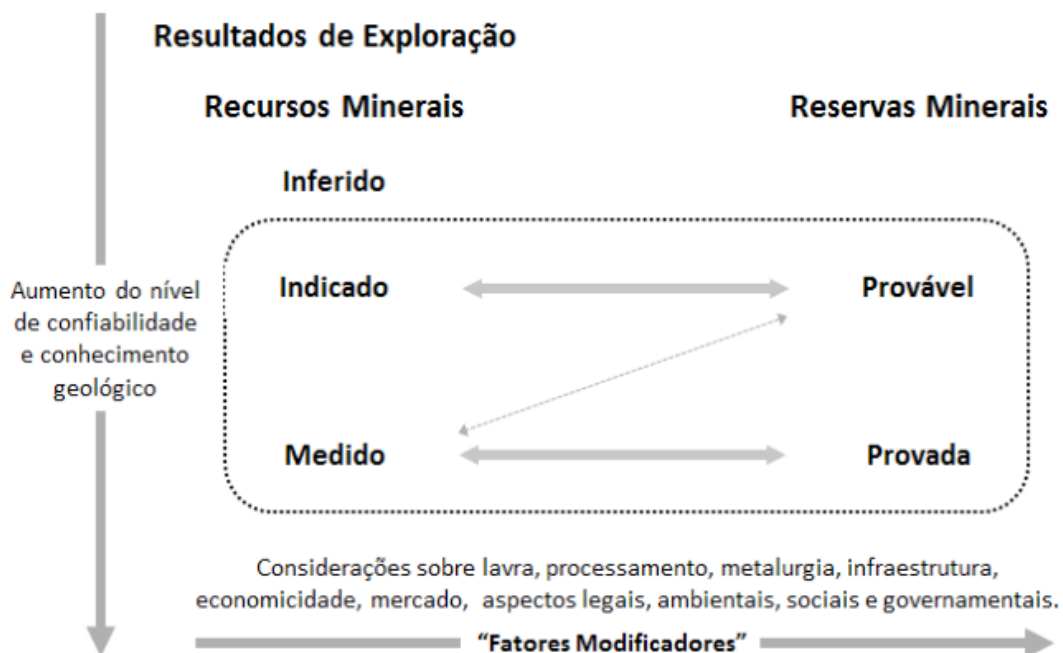 Resultados de Exploração
Recursos Minerais
Reservas Minerais
Inferido
Indicado
Provável
Aumento do nível
de confiabilidade
e conhecimento
geológico
Medido
Provada
Considerações sobre lavra, processamento, metalurgia, infraestrutura,
economicidade, mercado, aspectos legais, ambientais, sociais e governamentais.
“Fatores Modificadores”